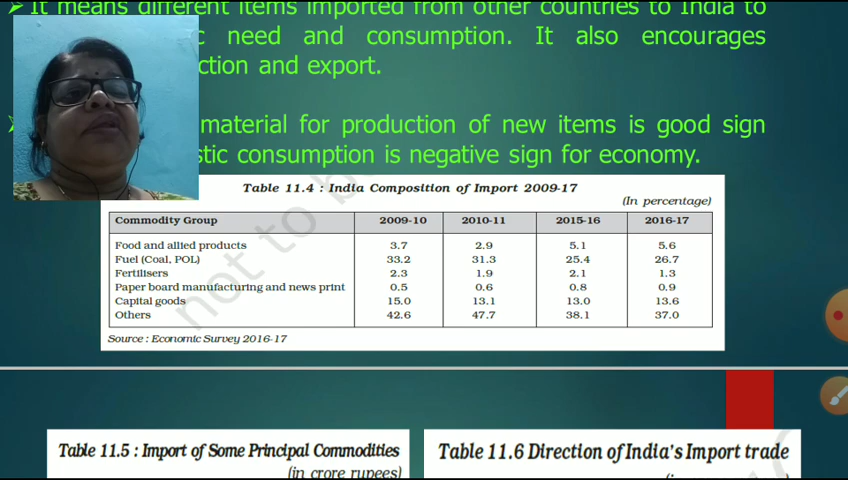 It means different items imported from other countries to India to
need and consumption. It also encourages
ction and export.
material for production of new items is good sign
stic consumption is negative sign for economy.
Table 11.4 : India Composition of Import 2009-17
(In percentage)
Commodity Group 2009-10 2010-11 2015-16 2016-17
Food and allied products 3.7 2.9 5.1 5.6
Fuel (Coal, POL) 33.2 31.3 25.4 26.7
Fertilisers 2.3 1.9 2.1 1.3
Paper board manufacturing and news print 0.5 0.6 0.8 0.9
Capital goods 15.0 13.1 13.0 13.6
Others 42.6 47.7 38.1 37.0
Source : Economic Survey 2016-17
not to b
Table 11.5 : Import of Some Principal Commodities
(in crore rupees)
Table 11.6 Direction of India's Import trade